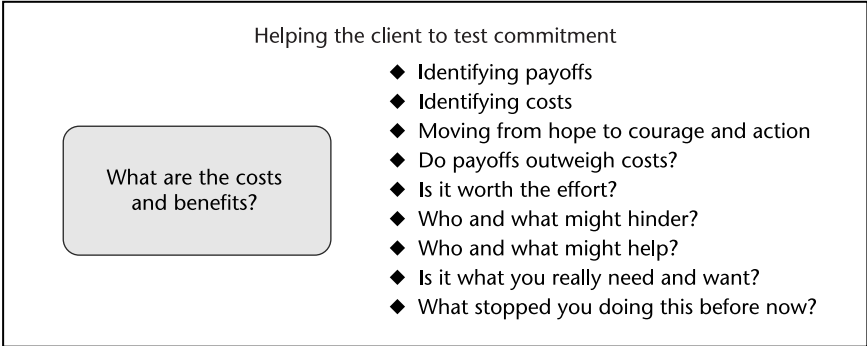 Helping the client to test commitment
What are the costs
and benefits?
◆ Identifying payoffs
◆ Identifying costs
◆ Moving from hope to courage and action
◆ Do payoffs outweigh costs?
◆ Is it worth the effort?
◆ Who and what might hinder?
◆ Who and what might help?
◆ Is it what you really need and want?
◆ What stopped you doing this before now?